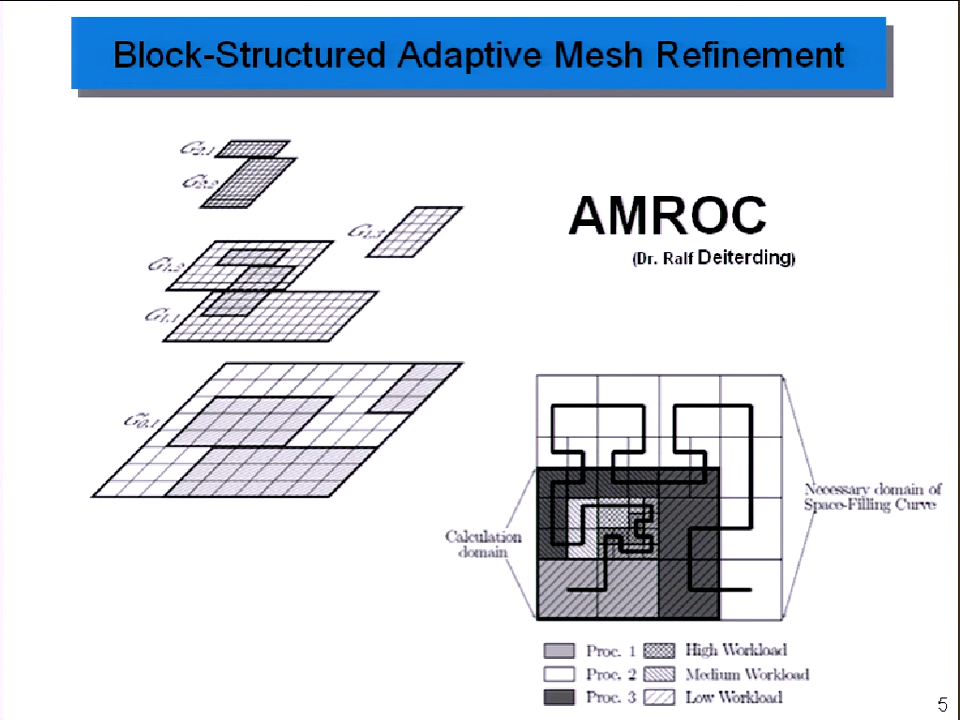 Block-Structured Adaptive Mesh Refinement
G2,1
G2,2
G1,3
G1,2
G1,1
G0,1
AMROC
(Dr. Ralf Deiterding)
Necessary domain of
Space-Filling Curve
Calculation
domain
Proc. 1 High Workload
Proc. 2 Medium Workload
Proc. 3 Low Workload
5